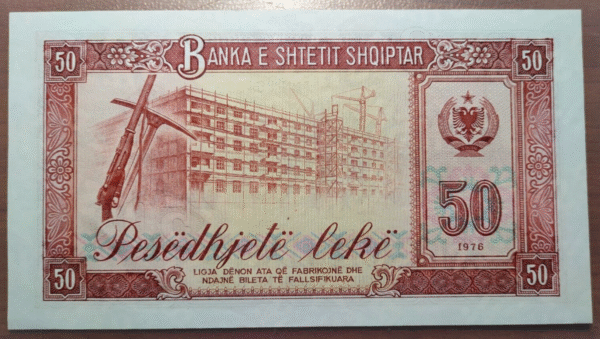 50 BANKA E SHTETIT SHQIPTAR 50
50
1976
Pesëdhjetë lekë
LIGJA DËNON ATA QË FABRIKOJNË DHE
NDAJNË BILETA TË FALLSIFIKUARA
50 50